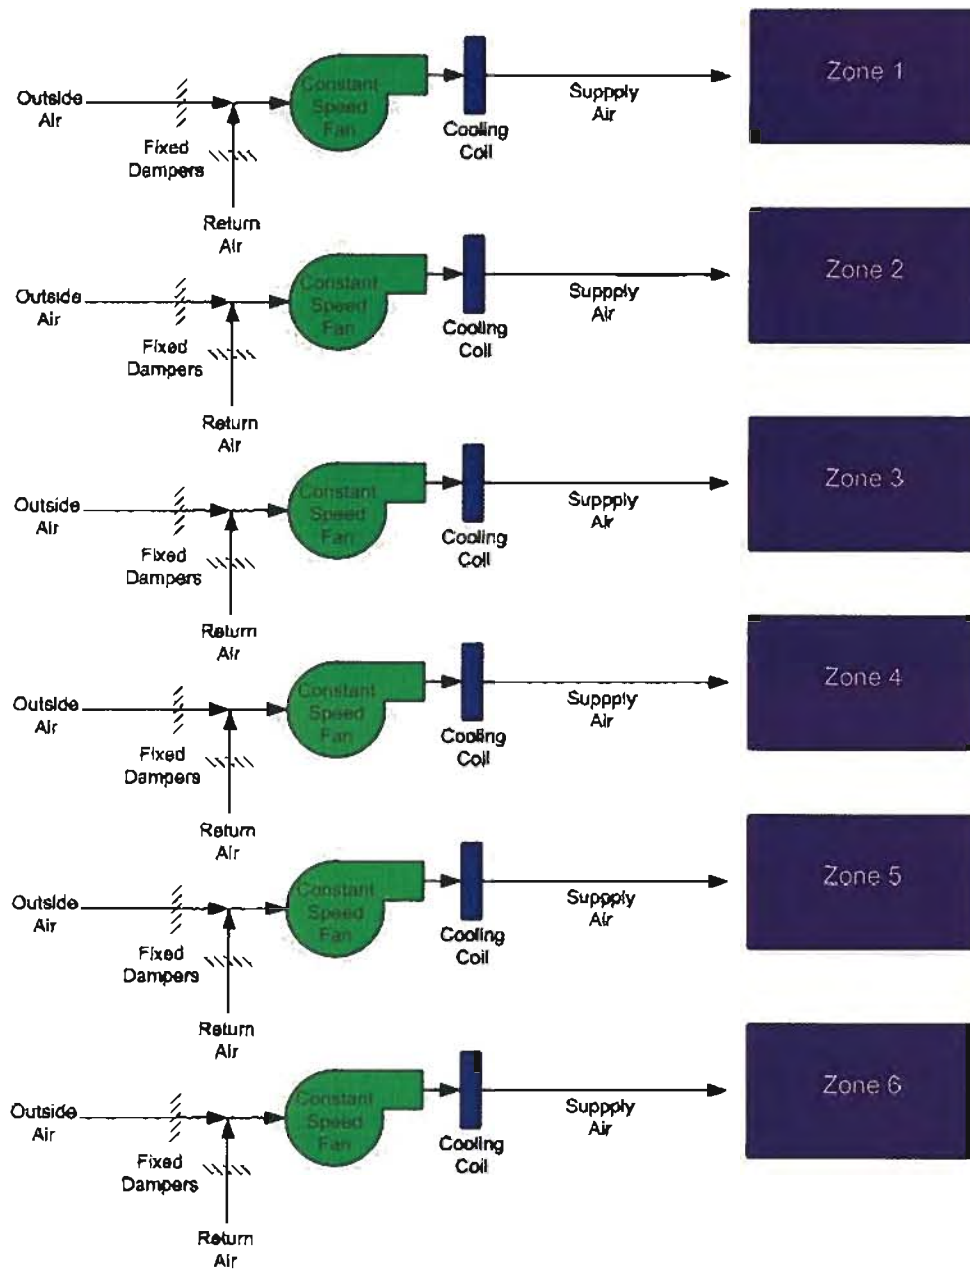 Zone 1
Constant
Speed
Fan
Outside
Air
Suppply
Air
Cooling
Coil
Fixed
Dampers
Return
Air
Zone 2
Constant
Speed
Fan
Outside
Air
Suppply
Air
Cooling
Coil
Fixed
Dampers
Return
Air
Zone 3
Constant
Speed
Fan
Outside
Air
Suppply
Air
Cooling
Coil
Fixed
Dampers
Return
Air
Zone 4
Constant
Speed
Fan
Outside
Air
Suppply
Air
Cooling
Coil
Fixed
Dampers
Return
Air
Zone 5
Constant
Speed
Fan
Outside
Air
Suppply
Air
Cooling
Coil
Fixed
Dampers
Return
Air
Zone 6
Constant
Speed
Fan
Outside
Air
Suppply
Air
Cooling
Coil
Fixed
Dampers
Return
Air